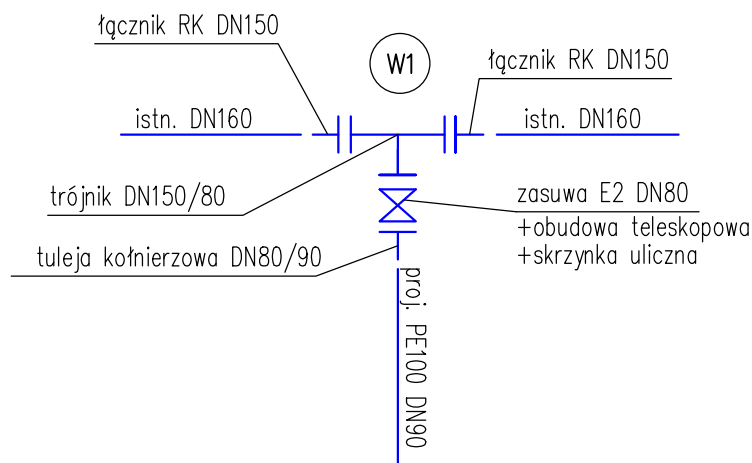 łącznik RK DN150
W1
łącznik RK DN150
istn. DN160
istn. DN160
trójnik DN150/80
zasuwa E2 DN80
+obudowa teleskopowa
+skrzynka uliczna
tuleja kołnierzowa DN80/90
proj. PE100 DN90